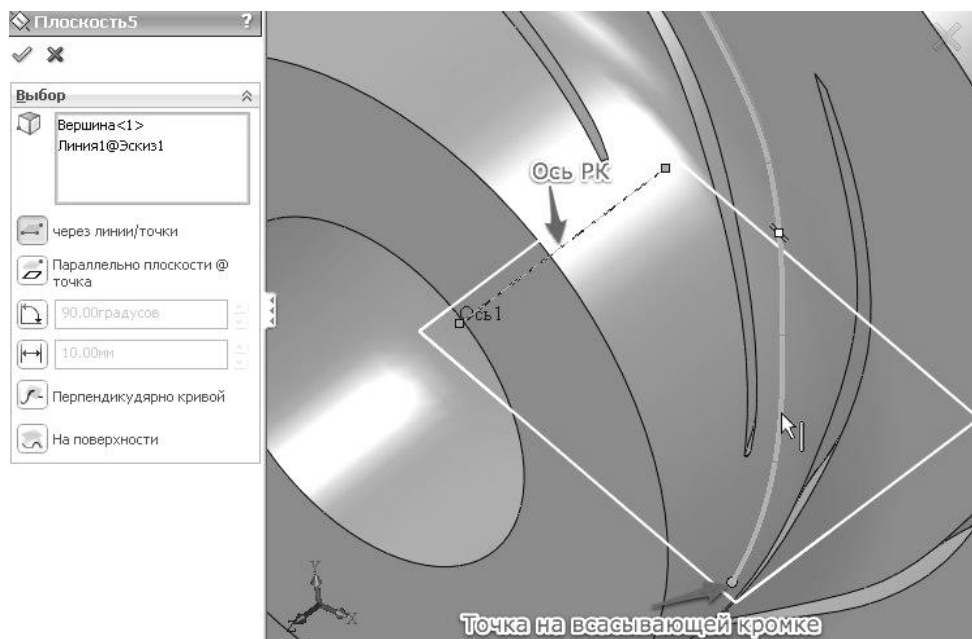 Плоскость5 ?
Выбор
Вершина<1>
Линия1@Эскиз1
через линии/точки
Параллельно плоскости @
точка
90.00градусов
10.00мм
Перпендикудярно кривой
На поверхности
Ось РК
Ось1
Точка на всасывающей кромке
Y
X
Z